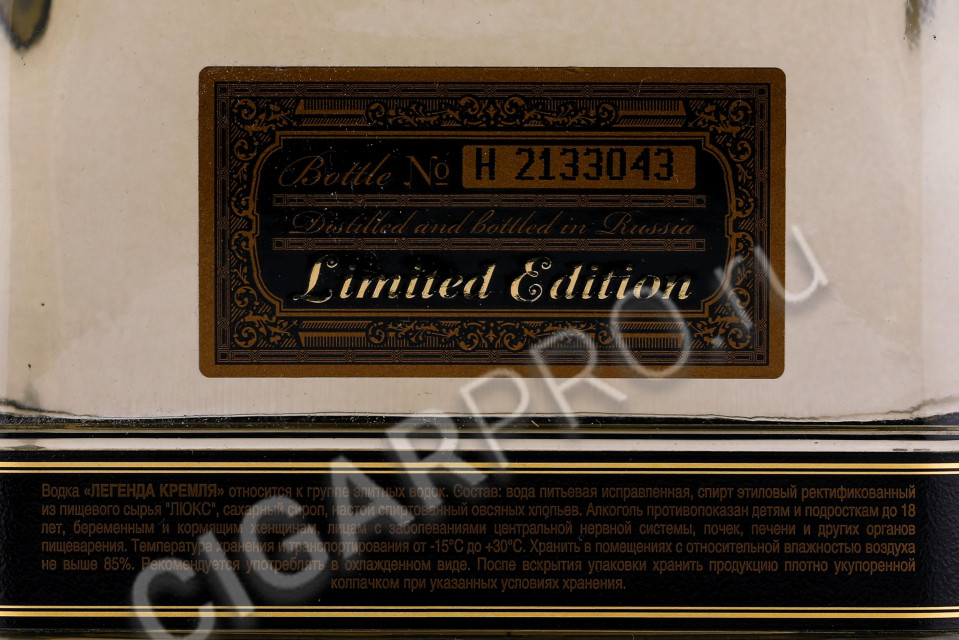 Bottle № H 2133043
Distilled and bottled in Russia
Limited Edition
CIGARPRO.ru
Водка «ЛЕГЕНДА КРЕМЛЯ» относится к группе элитных водок. Состав: вода питьевая исправленная, спирт этиловый ректификованный
из пищевого сырья "ЛЮКС", сахарный сироп, настой спиртованный овсяных хлопьев. Алкоголь противопоказан детям и подросткам до 18
лет, беременным и кормящим женщинам, лицам с заболеваниями центральной нервной системы, почек, печени и других органов
пищеварения. Температура хранения и транспортирования от -15°С до +30°С. Хранить в помещениях с относительной влажностью воздуха
не выше 85%. Рекомендуется употреблять в охлажденном виде. После вскрытия упаковки хранить продукцию плотно укупоренной
колпачком при указанных условиях хранения.